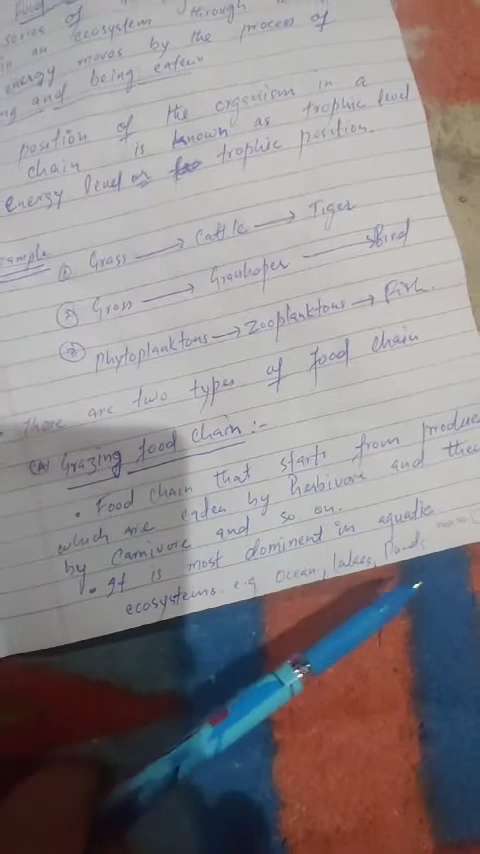 Food
series of
through a
in an ecosystem
energy moves by the process of
ng and being eaten"
position of the organism in a
chain is known as trophic level
energy level or trophic position.
Example
① Grass → Cattle → Tiger
② Grass → Grasshoper → Bird
③ Phytoplanktons → Zooplanktons → Fish.
There are two types of food chain
(A) Grazing food chain :-
• Food chain that starts from produce
which are eaten by Herbivore and then
by Carnivore and so on.
• It is most dominent in aquatic
ecosystems. e.g Ocean, lakes, Ponds